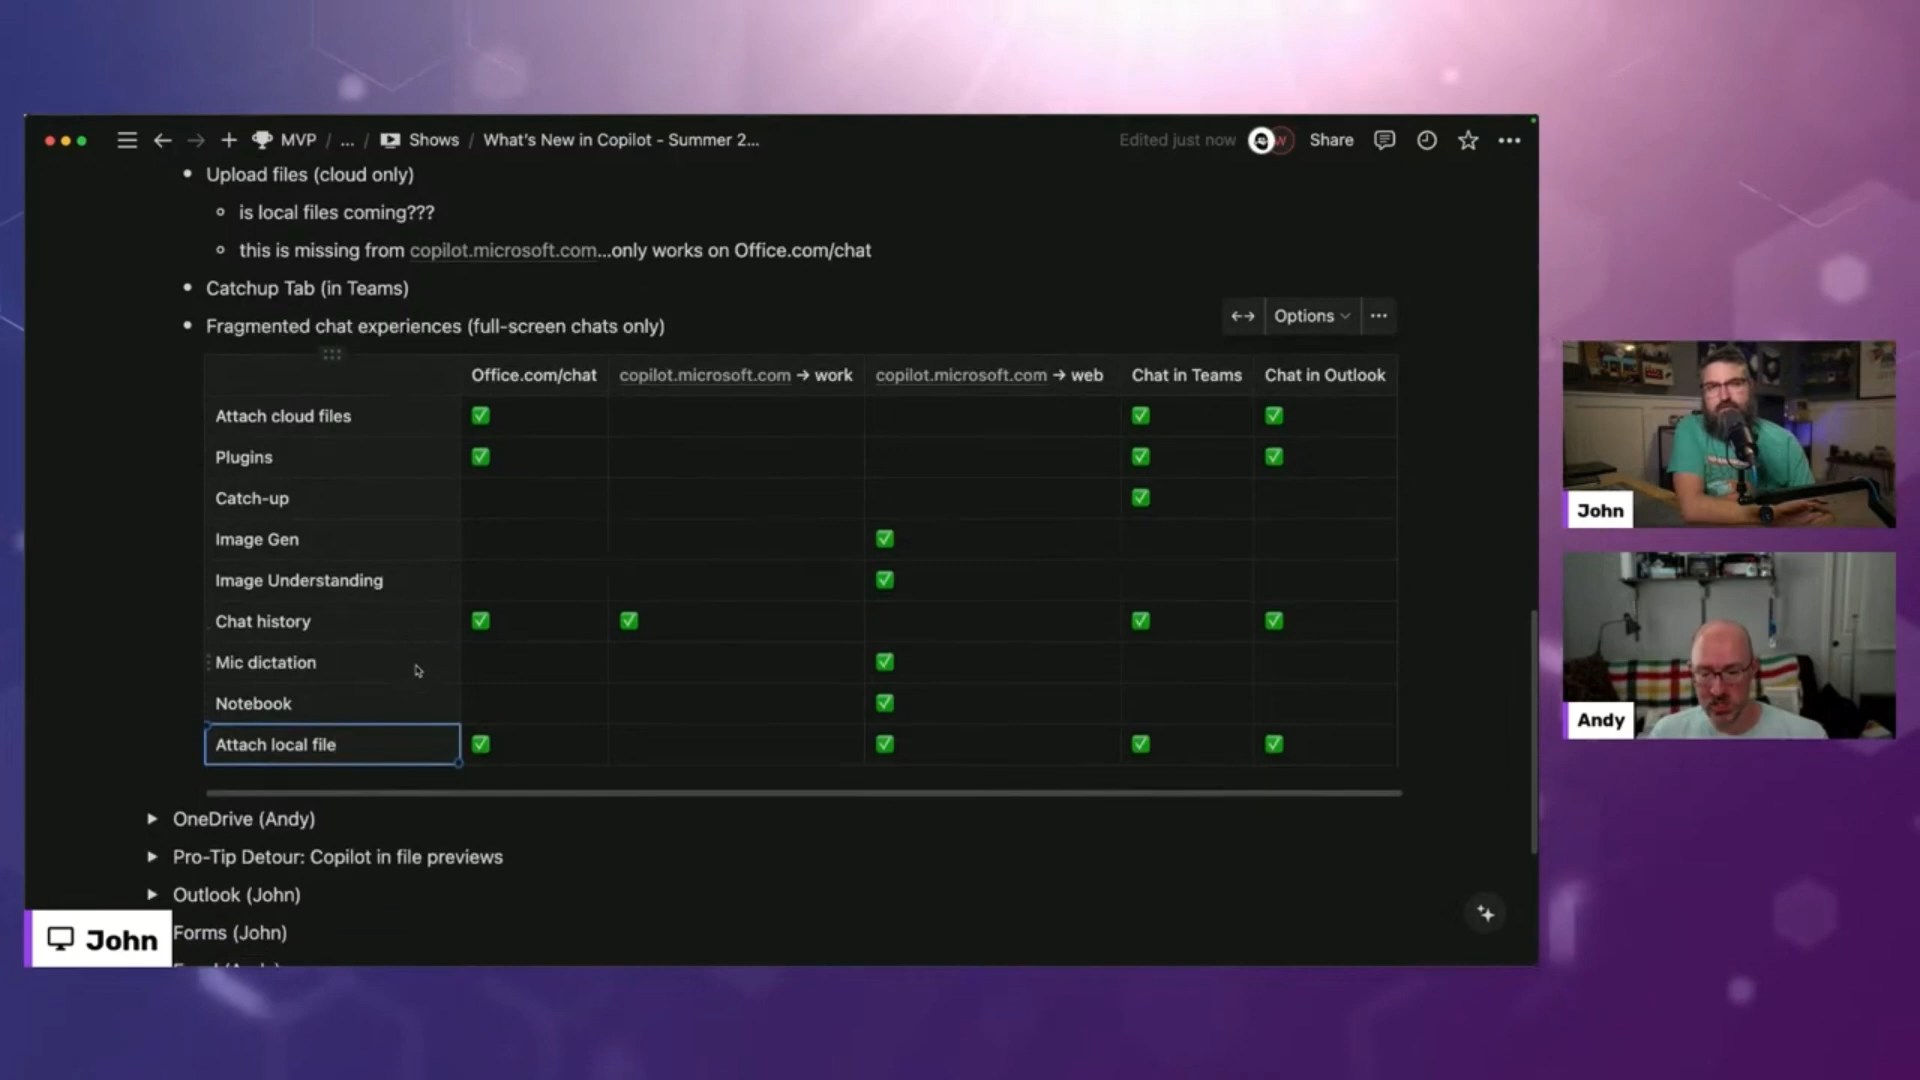 MVP / ... / Shows / What's New in Copilot - Summer 2...
Edited just now
Share
• Upload files (cloud only)
is local files coming???
this is missing from copilot.microsoft.com...only works on Office.com/chat
• Catchup Tab (in Teams)
• Fragmented chat experiences (full-screen chats only)
Options
Office.com/chat copilot.microsoft.com → work copilot.microsoft.com → web Chat in Teams Chat in Outlook
Attach cloud files ✅ ✅ ✅
Plugins ✅ ✅ ✅
Catch-up ✅
Image Gen ✅
Image Understanding ✅
Chat history ✅ ✅ ✅ ✅
Mic dictation ✅
Notebook ✅
Attach local file ✅ ✅ ✅ ✅
OneDrive (Andy)
Pro-Tip Detour: Copilot in file previews
Outlook (John)
Forms (John)
John
John
Andy